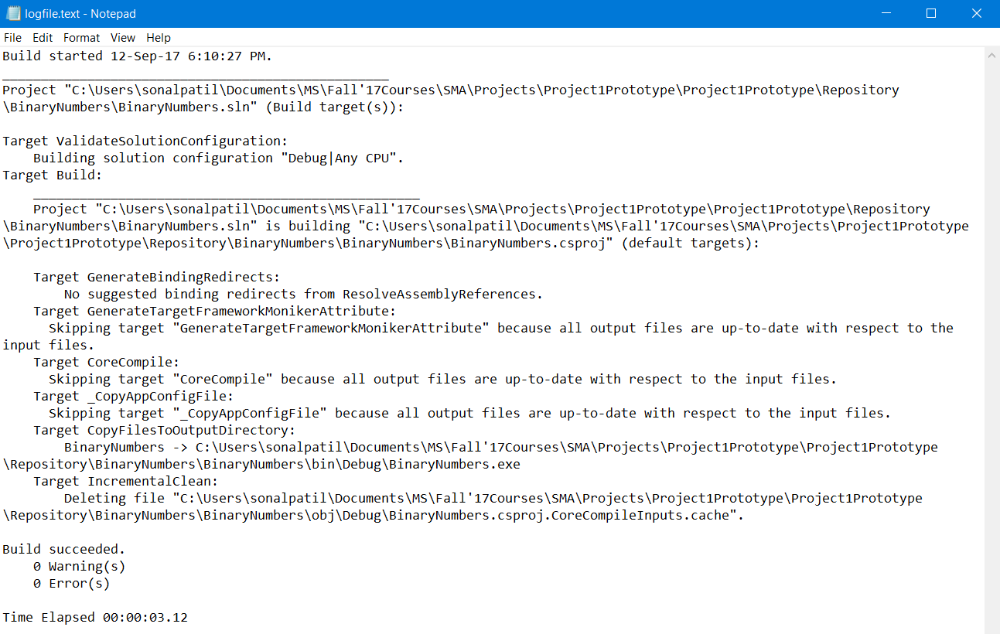 logfile.text - Notepad
File Edit Format View Help
Build started 12-Sep-17 6:10:27 PM.
__________________________________________________
Project "C:\Users\sonalpatil\Documents\MS\Fall'17Courses\SMA\Projects\Project1Prototype\Project1Prototype\Repository
\BinaryNumbers\BinaryNumbers.sln" (Build target(s)):

Target ValidateSolutionConfiguration:
    Building solution configuration "Debug|Any CPU".
Target Build:
    __________________________________________________
    Project "C:\Users\sonalpatil\Documents\MS\Fall'17Courses\SMA\Projects\Project1Prototype\Project1Prototype\Repository
\BinaryNumbers\BinaryNumbers.sln" is building "C:\Users\sonalpatil\Documents\MS\Fall'17Courses\SMA\Projects\Project1Prototype
\Project1Prototype\Repository\BinaryNumbers\BinaryNumbers\BinaryNumbers.csproj" (default targets):

    Target GenerateBindingRedirects:
        No suggested binding redirects from ResolveAssemblyReferences.
    Target GenerateTargetFrameworkMonikerAttribute:
      Skipping target "GenerateTargetFrameworkMonikerAttribute" because all output files are up-to-date with respect to the
input files.
    Target CoreCompile:
      Skipping target "CoreCompile" because all output files are up-to-date with respect to the input files.
    Target _CopyAppConfigFile:
      Skipping target "_CopyAppConfigFile" because all output files are up-to-date with respect to the input files.
    Target CopyFilesToOutputDirectory:
        BinaryNumbers -> C:\Users\sonalpatil\Documents\MS\Fall'17Courses\SMA\Projects\Project1Prototype\Project1Prototype
\Repository\BinaryNumbers\BinaryNumbers\bin\Debug\BinaryNumbers.exe
    Target IncrementalClean:
        Deleting file "C:\Users\sonalpatil\Documents\MS\Fall'17Courses\SMA\Projects\Project1Prototype\Project1Prototype
\Repository\BinaryNumbers\BinaryNumbers\obj\Debug\BinaryNumbers.csproj.CoreCompileInputs.cache".

Build succeeded.
    0 Warning(s)
    0 Error(s)

Time Elapsed 00:00:03.12